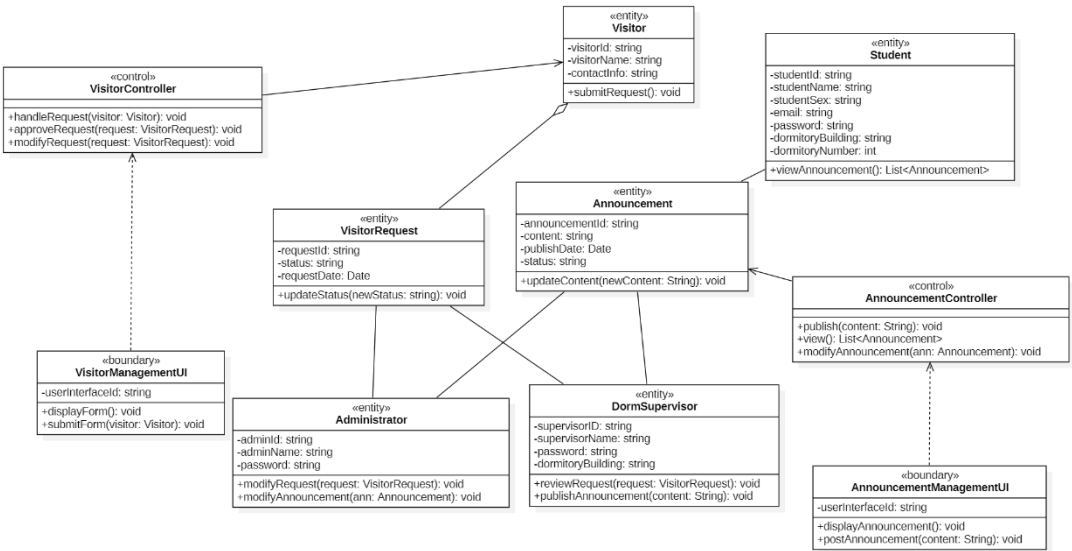 «entity»
Visitor
-visitorId: string
-visitorName: string
-contactInfo: string
+submitRequest(): void
«entity»
Student
-studentId: string
-studentName: string
-studentSex: string
-email: string
-password: string
-dormitoryBuilding: string
-dormitoryNumber: int
+viewAnnouncement(): List<Announcement>
«control»
VisitorController
+handleRequest(visitor: Visitor): void
+approveRequest(request: VisitorRequest): void
+modifyRequest(request: VisitorRequest): void
«entity»
Announcement
-announcementId: string
-content: string
-publishDate: Date
-status: string
+updateContent(newContent: String): void
«entity»
VisitorRequest
-requestId: string
-status: string
-requestDate: Date
+updateStatus(newStatus: string): void
«control»
AnnouncementController
+publish(content: String): void
+view(): List<Announcement>
+modifyAnnouncement(ann: Announcement): void
«boundary»
VisitorManagementUI
-userInterfaceId: string
+displayForm(): void
+submitForm(visitor: Visitor): void
«entity»
Administrator
-adminId: string
-adminName: string
-password: string
+modifyRequest(request: VisitorRequest): void
+modifyAnnouncement(ann: Announcement): void
«entity»
DormSupervisor
-supervisorID: string
-supervisorName: string
-password: string
-dormitoryBuilding: string
+reviewRequest(request: VisitorRequest): void
+publishAnnouncement(content: String): void
«boundary»
AnnouncementManagementUI
-userInterfaceId: string
+displayAnnouncement(): void
+postAnnouncement(content: String): void